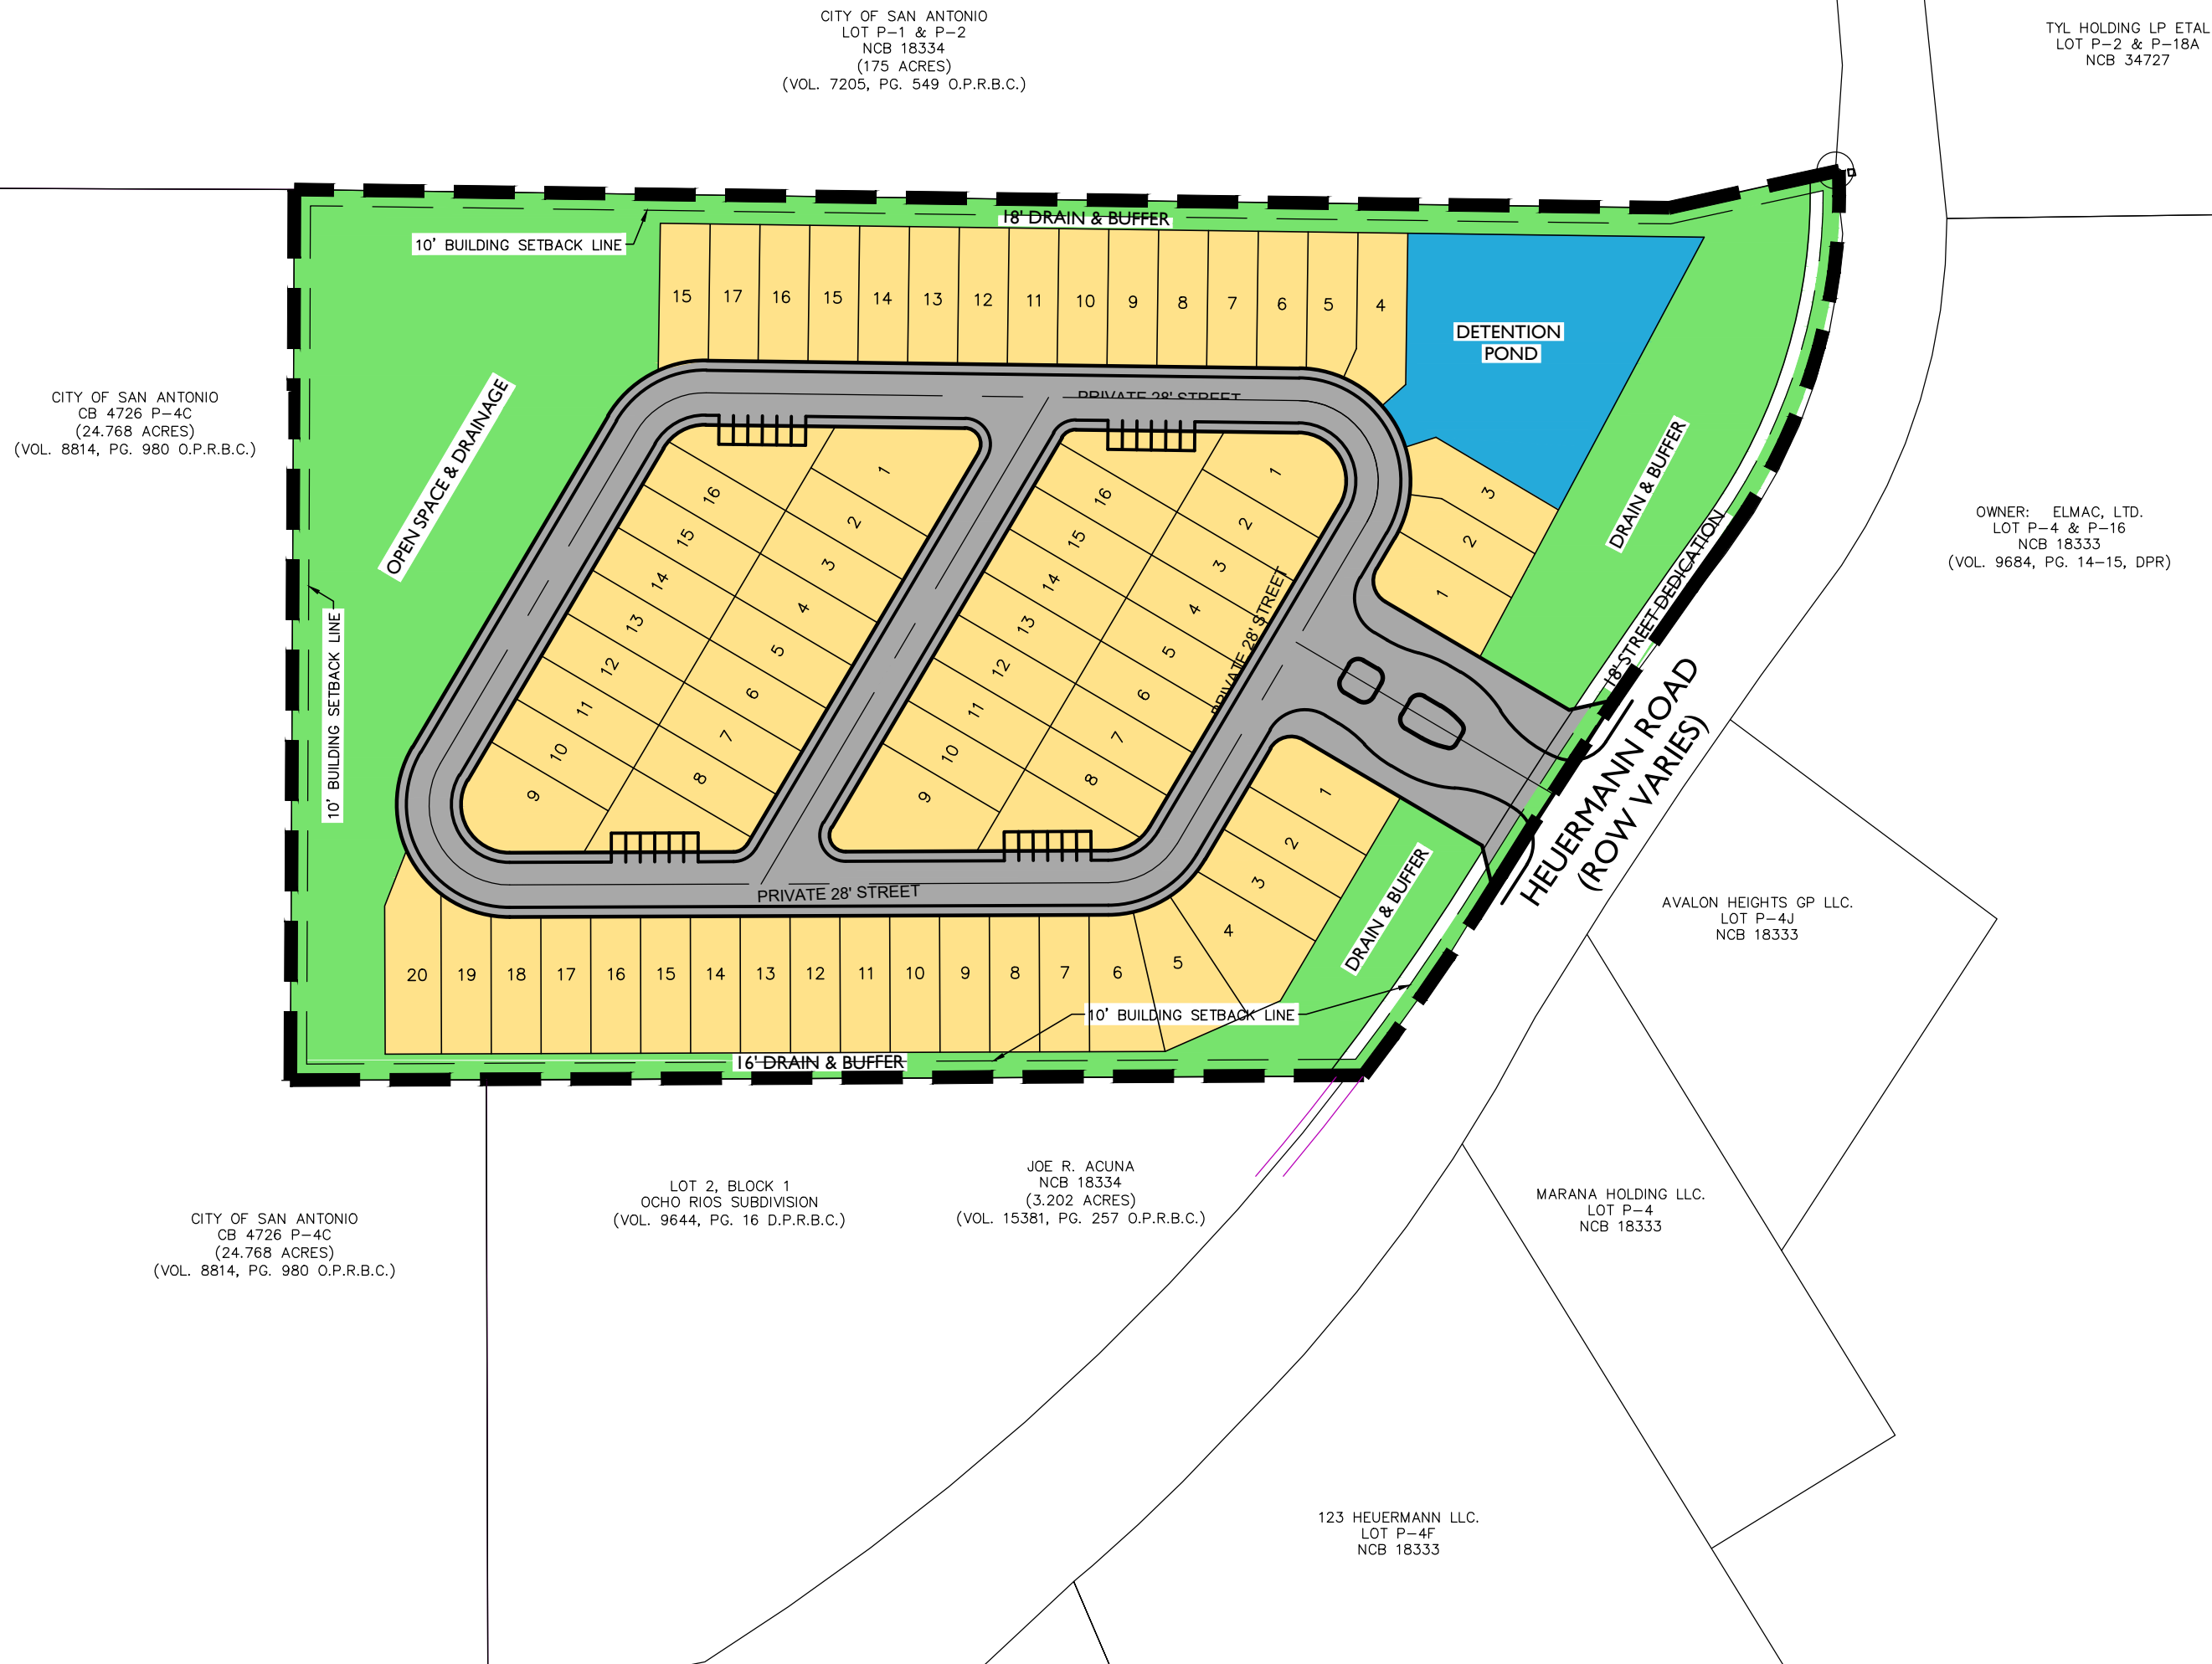 CITY OF SAN ANTONIO
LOT P-1 & P-2
NCB 18334
(175 ACRES)
(VOL. 7205, PG. 549 O.P.R.B.C.)
TYL HOLDING LP ETAL
LOT P-2 & P-18A
NCB 34727
18' DRAIN & BUFFER
10' BUILDING SETBACK LINE
15 17 16 15 14 13 12 11 10 9 8 7 6 5 4
DETENTION
POND
CITY OF SAN ANTONIO
CB 4726 P-4C
(24.768 ACRES)
(VOL. 8814, PG. 980 O.P.R.B.C.)
OPEN SPACE & DRAINAGE
10' BUILDING SETBACK LINE
PRIVATE 28' STREET
1
2
3
4
5
6
7
8
16
15
14
13
12
11
10
9
1
2
3
4
5
6
7
8
16
15
14
13
12
11
10
9
PRIVATE 28' STREET
3
2
1
DRAIN & BUFFER
18' STREET DEDICATION
HEUERMANN ROAD
(ROW VARIES)
OWNER: ELMAC, LTD.
LOT P-4 & P-16
NCB 18333
(VOL. 9684, PG. 14-15, DPR)
PRIVATE 28' STREET
1
2
3
4
5
20 19 18 17 16 15 14 13 12 11 10 9 8 7 6
DRAIN & BUFFER
10' BUILDING SETBACK LINE
16' DRAIN & BUFFER
AVALON HEIGHTS GP LLC.
LOT P-4J
NCB 18333
CITY OF SAN ANTONIO
CB 4726 P-4C
(24.768 ACRES)
(VOL. 8814, PG. 980 O.P.R.B.C.)
LOT 2, BLOCK 1
OCHO RIOS SUBDIVISION
(VOL. 9644, PG. 16 D.P.R.B.C.)
JOE R. ACUNA
NCB 18334
(3.202 ACRES)
(VOL. 15381, PG. 257 O.P.R.B.C.)
MARANA HOLDING LLC.
LOT P-4
NCB 18333
123 HEUERMANN LLC.
LOT P-4F
NCB 18333